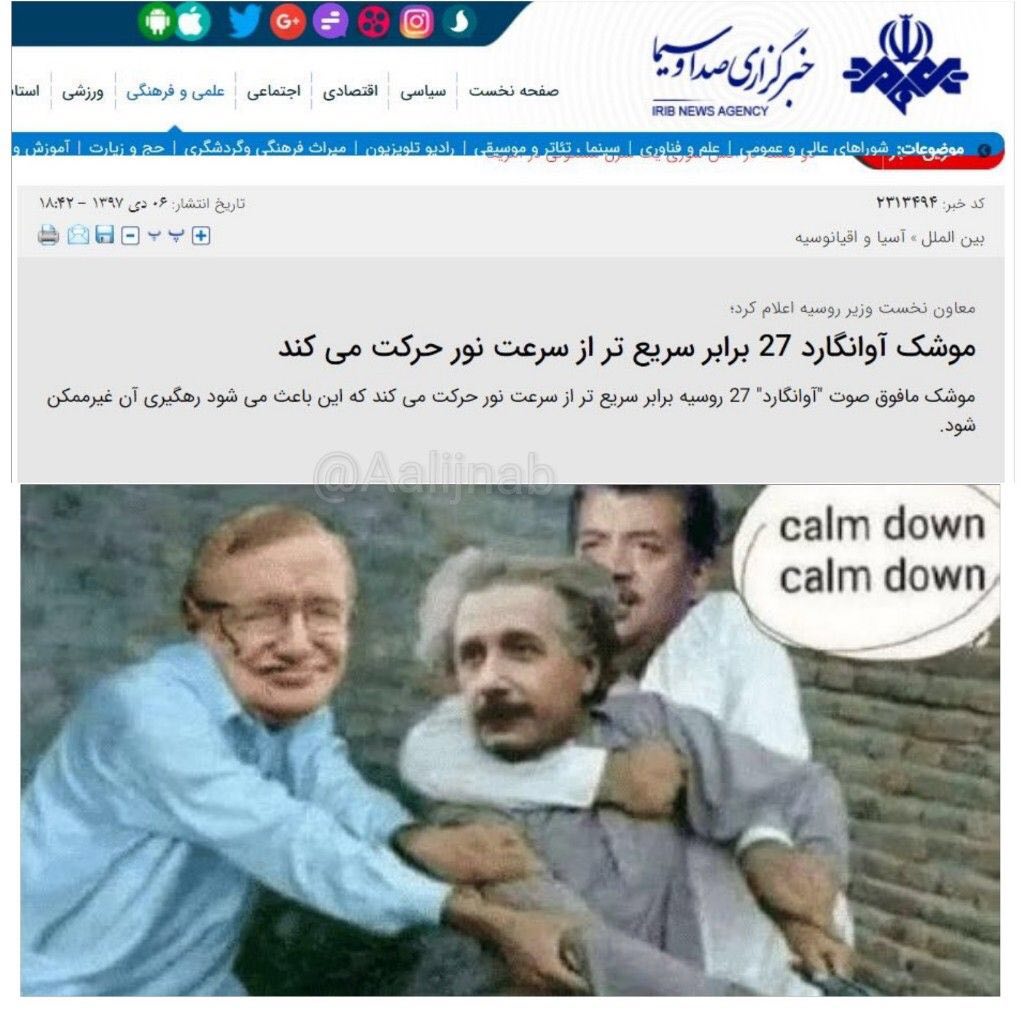 خبرگزاری صدا و سیما
IRIB NEWS AGENCY
صفحه نخست | سیاسی | اقتصادی | اجتماعی | علمی و فرهنگی | ورزشی | استا
موضوعات: شوراهای عالی و عمومی | علم و فناوری | سینما ، تئاتر و موسیقی | رادیو تلویزیون | میراث فرهنگی وگردشگری | حج و زیارت | آموزش و
کد خبر: ۲۳۱۳۴۹۴
تاریخ انتشار: ۰۶ دی ۱۳۹۷ - ۱۸:۴۲
بین الملل » آسیا و اقیانوسیه
پ پ
معاون نخست وزیر روسیه اعلام کرد؛
موشک آوانگارد 27 برابر سریع تر از سرعت نور حرکت می کند
موشک مافوق صوت "آوانگارد" 27 روسیه برابر سریع تر از سرعت نور حرکت می کند که این باعث می شود رهگیری آن غیرممکن
شود.
@Aalijnab
calm down
calm down